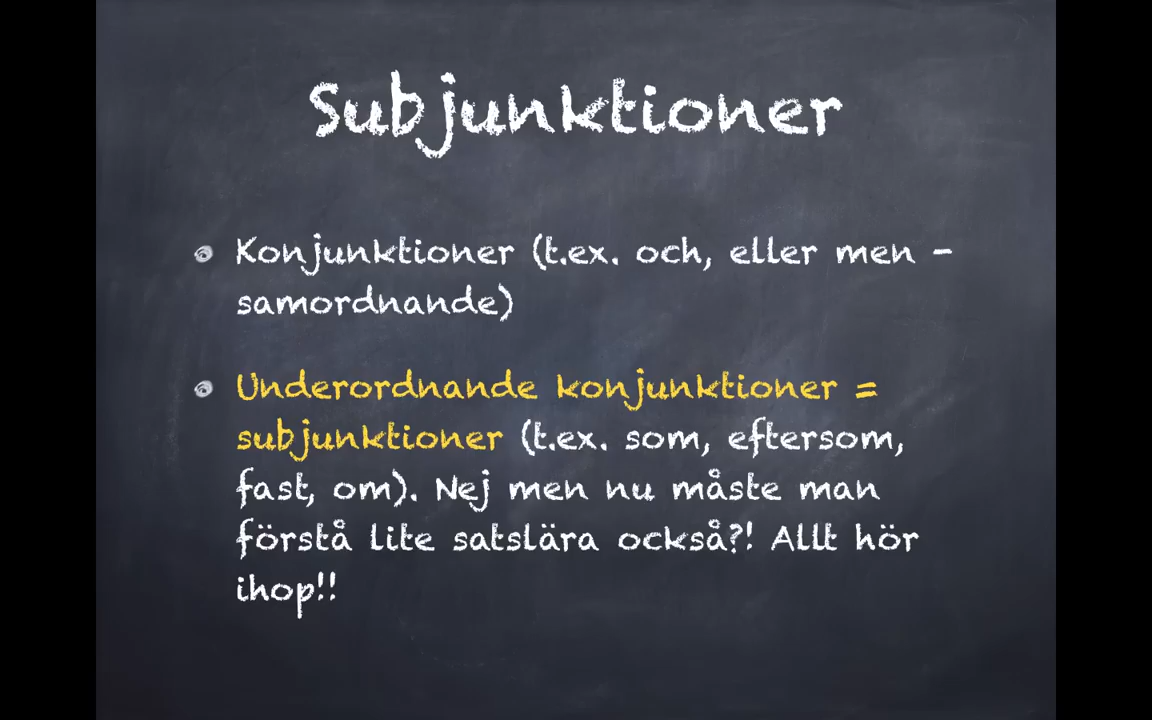 Subjunktioner
Konjunktioner (t.ex. och, eller men -
samordnande)
Underordnande konjunktioner =
subjunktioner (t.ex. som, eftersom,
fast, om). Nej men nu måste man
förstå lite satslära också?! Allt hör
ihop!!